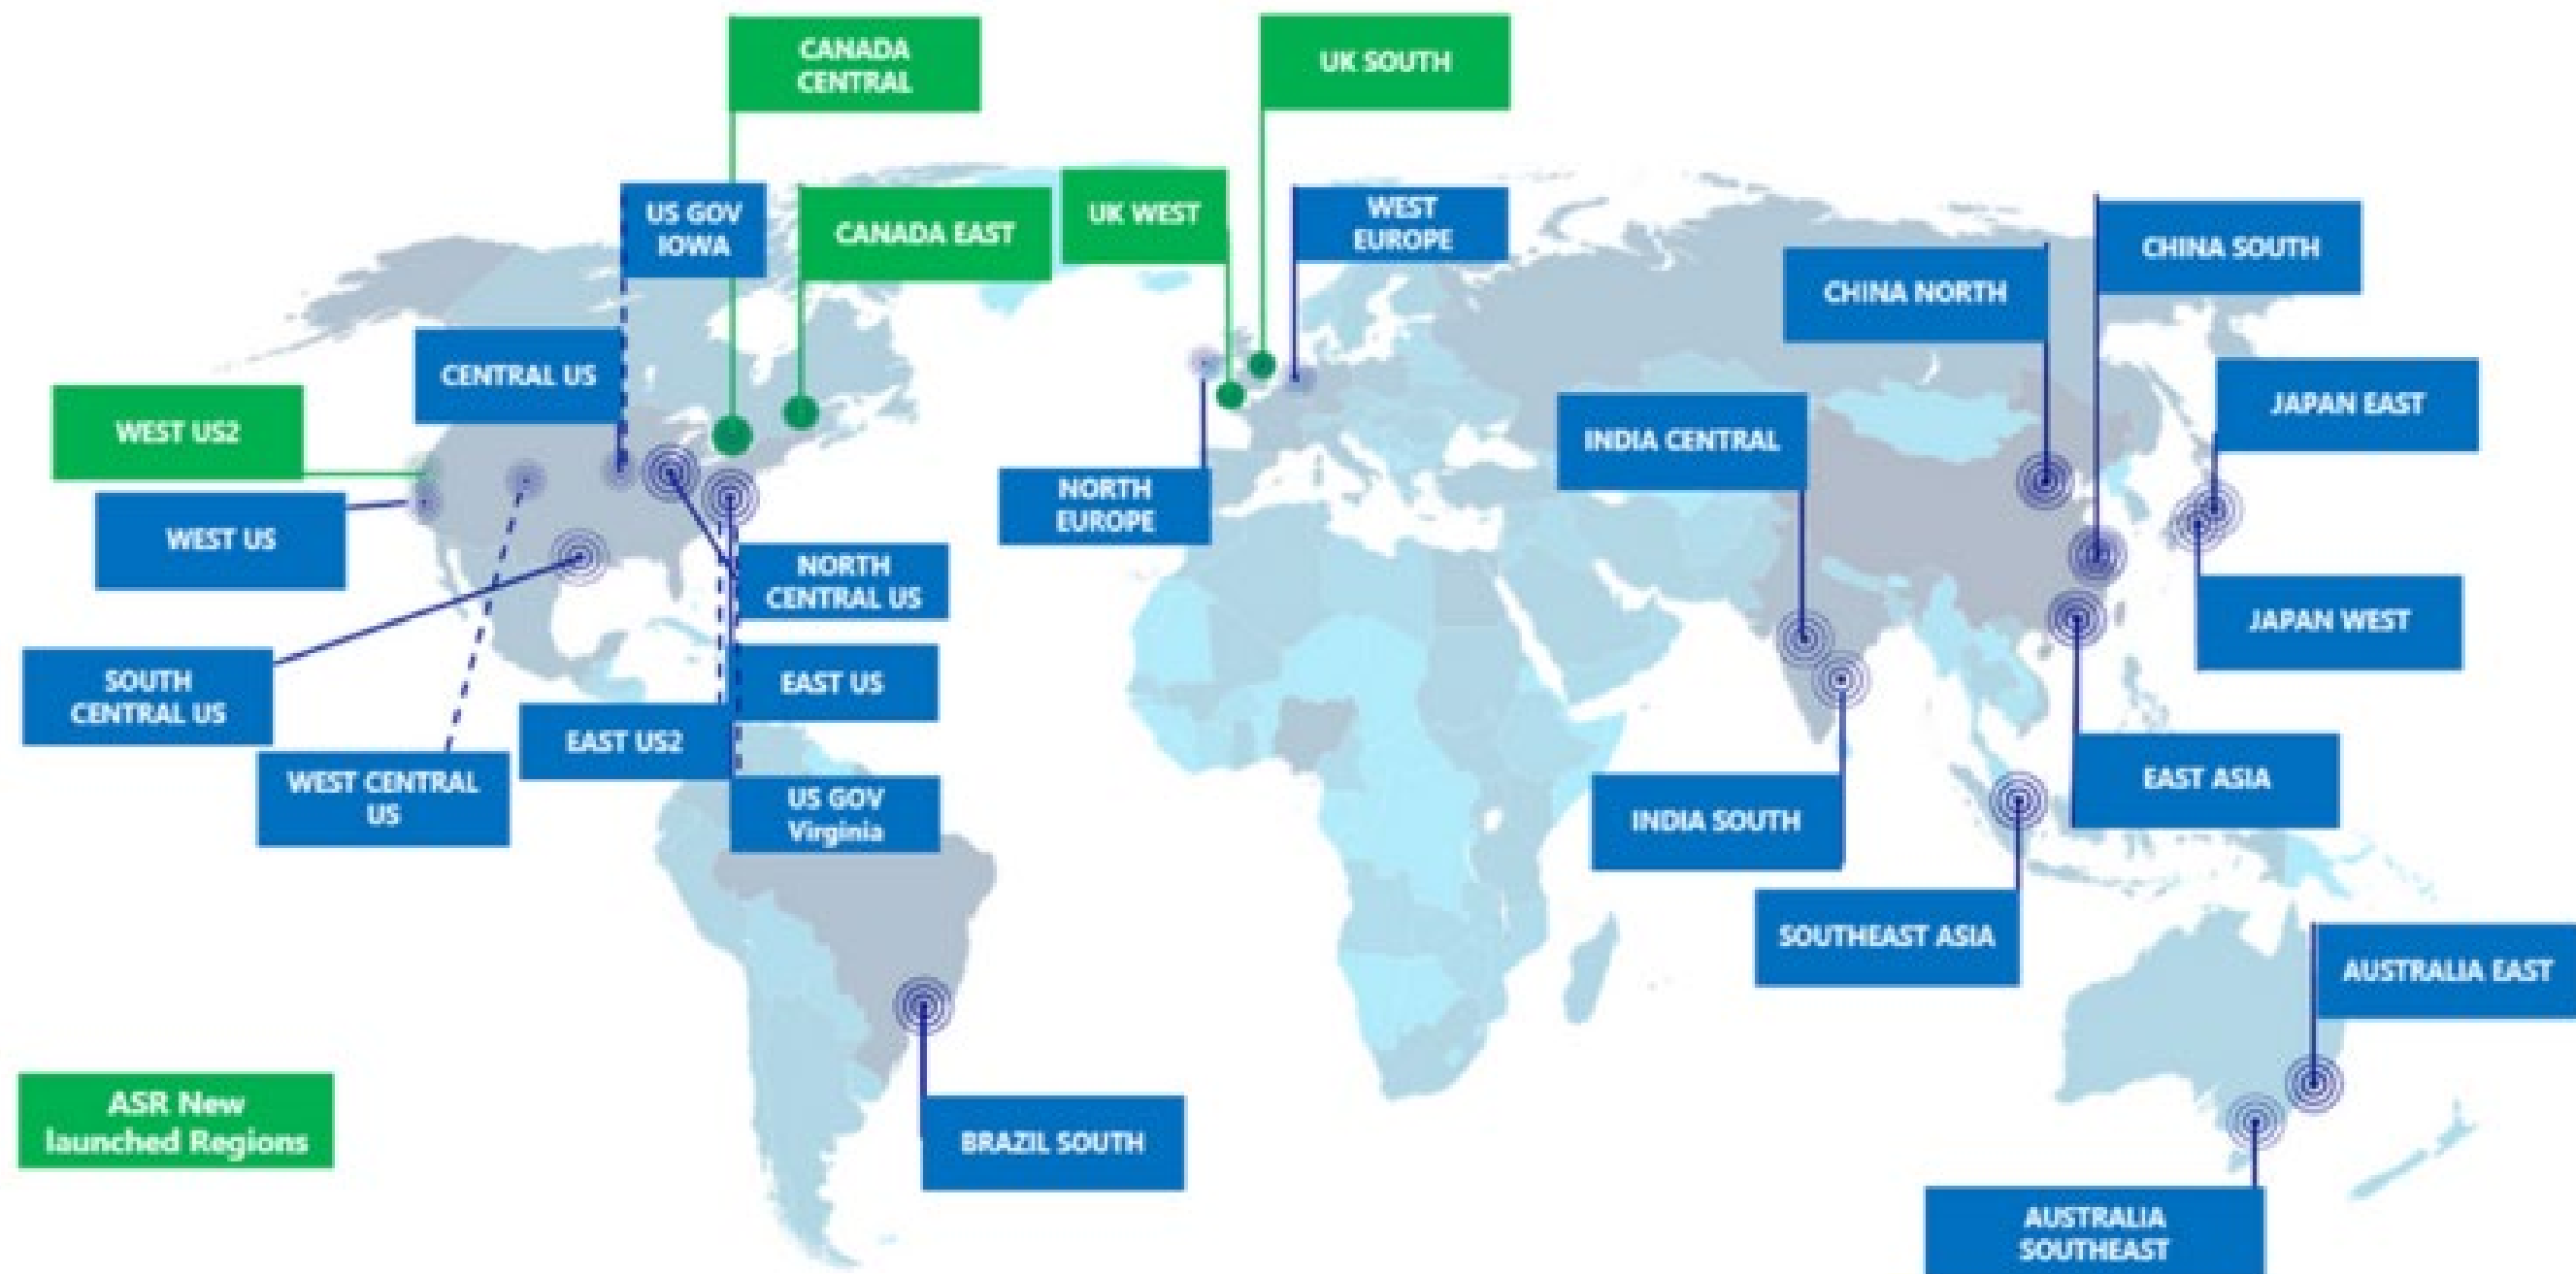 CANADA
CENTRAL
UK SOUTH
US GOV
IOWA
CANADA EAST
UK WEST
WEST
EUROPE
CHINA SOUTH
CHINA NORTH
CENTRAL US
JAPAN EAST
WEST US2
INDIA CENTRAL
NORTH
EUROPE
WEST US
NORTH
CENTRAL US
JAPAN WEST
SOUTH
CENTRAL US
EAST US
EAST US2
WEST CENTRAL
US
US GOV
Virginia
EAST ASIA
INDIA SOUTH
SOUTHEAST ASIA
AUSTRALIA EAST
ASR New
launched Regions
BRAZIL SOUTH
AUSTRALIA
SOUTHEAST